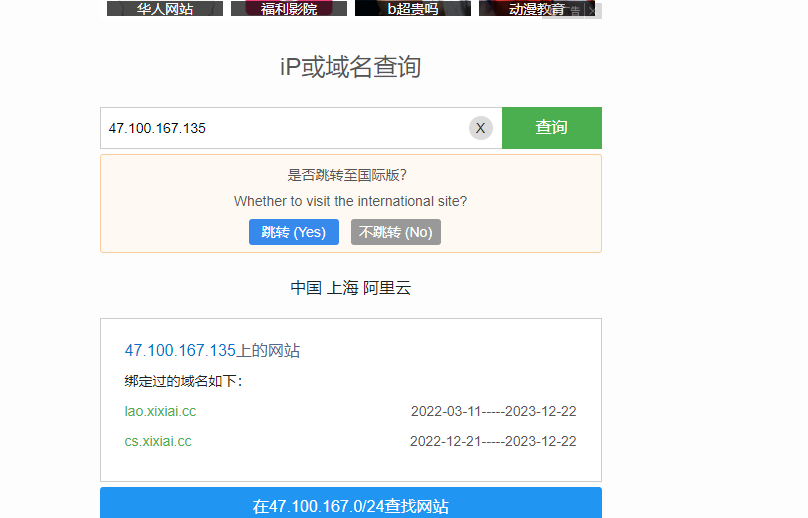 华人网站 福利影院 b超贵吗 动漫教育
iP或域名查询
47.100.167.135 X 查询
是否跳转至国际版？
Whether to visit the international site?
跳转 (Yes) 不跳转 (No)
中国 上海 阿里云
47.100.167.135上的网站
绑定过的域名如下：
lao.xixiai.cc 2022-03-11-----2023-12-22
cs.xixiai.cc 2022-12-21-----2023-12-22
在47.100.167.0/24查找网站